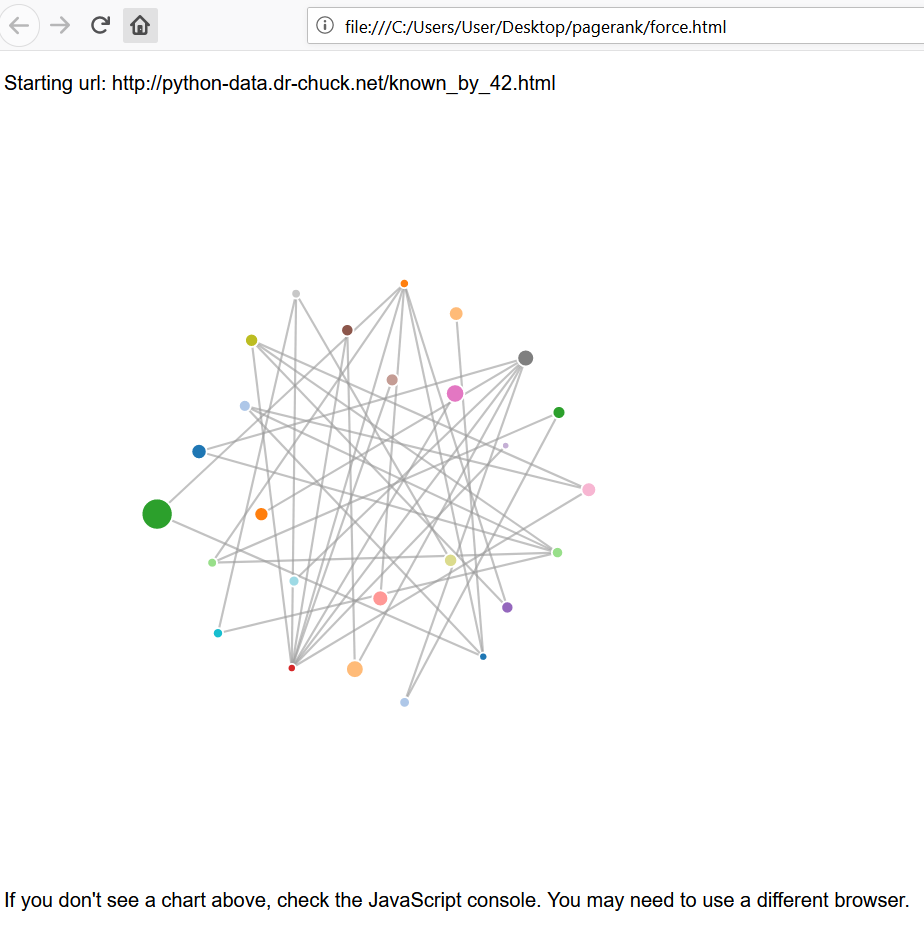 file:///C:/Users/User/Desktop/pagerank/force.html
Starting url: http://python-data.dr-chuck.net/known_by_42.html
If you don't see a chart above, check the JavaScript console. You may need to use a different browser.